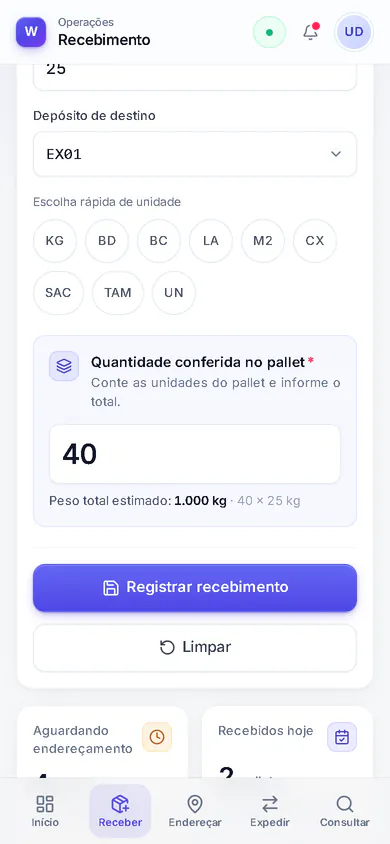 W
Operações
Recebimento
UD
25
Depósito de destino
EX01
Escolha rápida de unidade
KG BD BC LA M2 CX
SAC TAM UN
Quantidade conferida no pallet *
Conte as unidades do pallet e informe o
total.
40
Peso total estimado: 1.000 kg · 40 × 25 kg
Registrar recebimento
Limpar
Aguardando
endereçamento
Recebidos hoje
2
Início Receber Endereçar Expedir Consultar